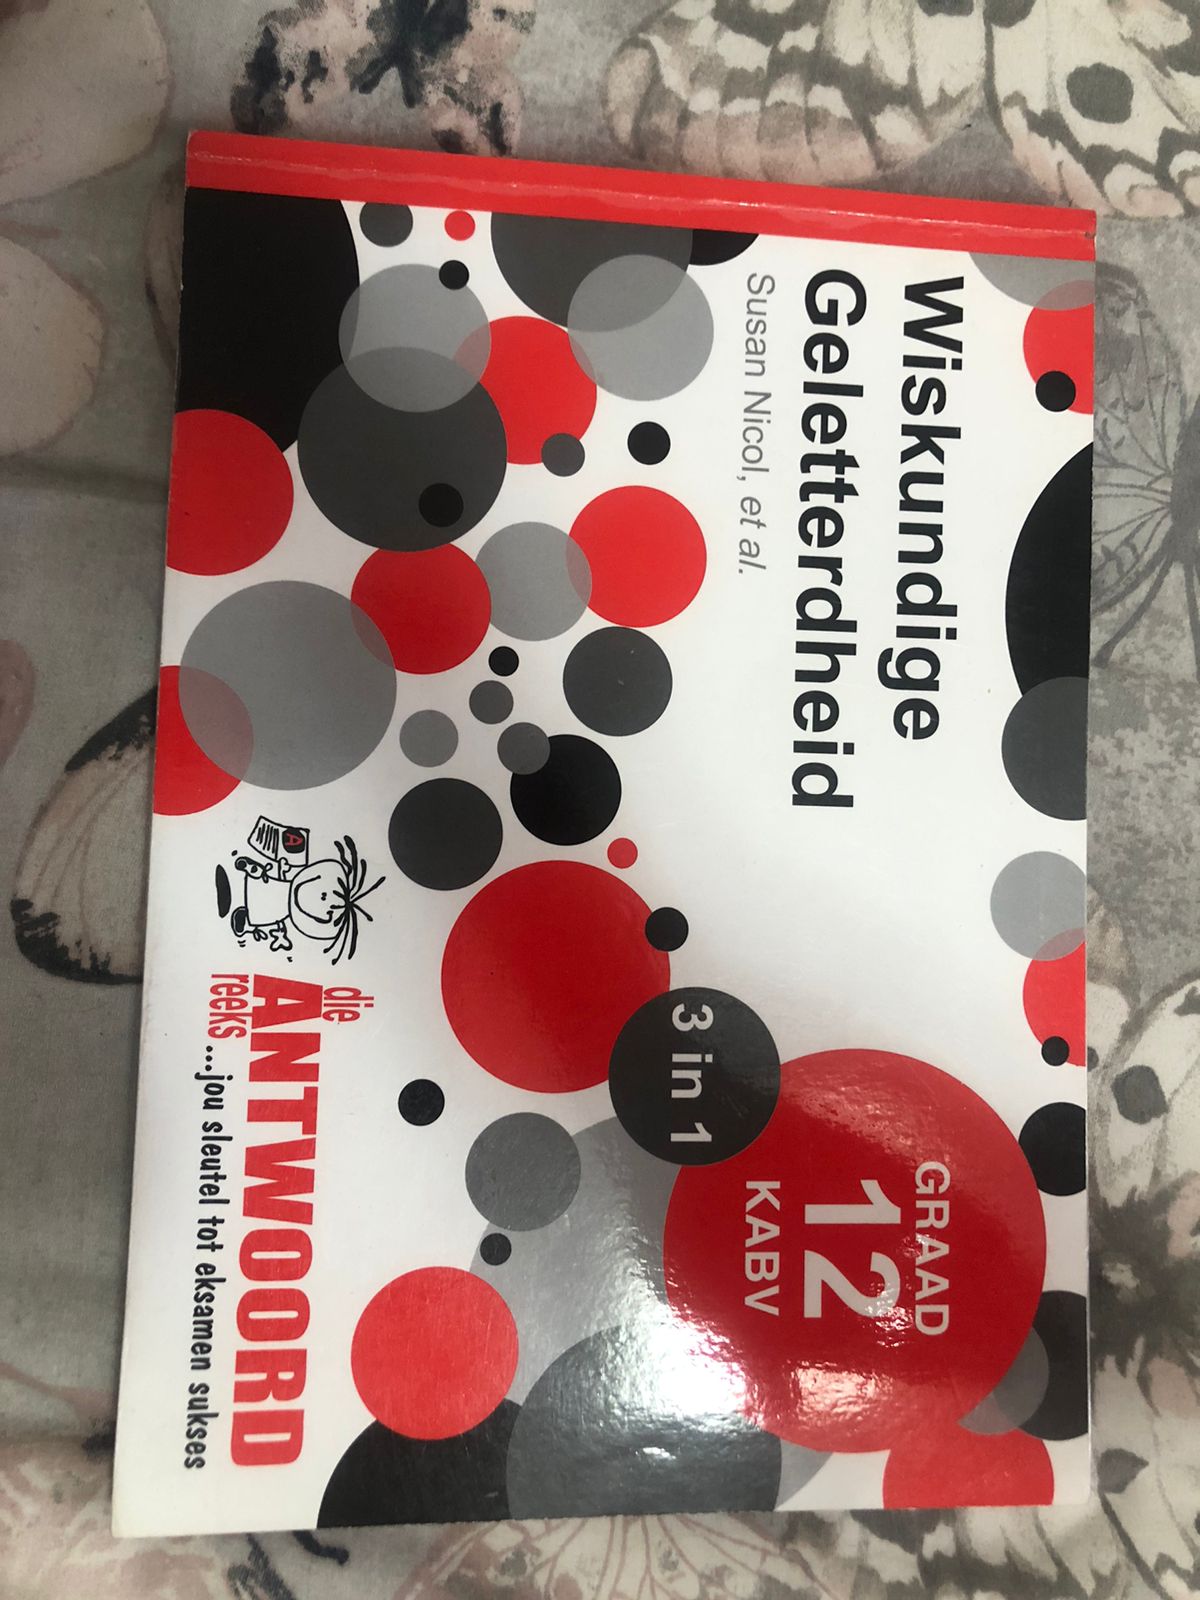 Wiskundige
Geletterdheid
Susan Nicol, et al.
GRAAD
12
KABV
3 in 1
A
die
ANTWOORD
reeks ...jou sleutel tot eksamen sukses